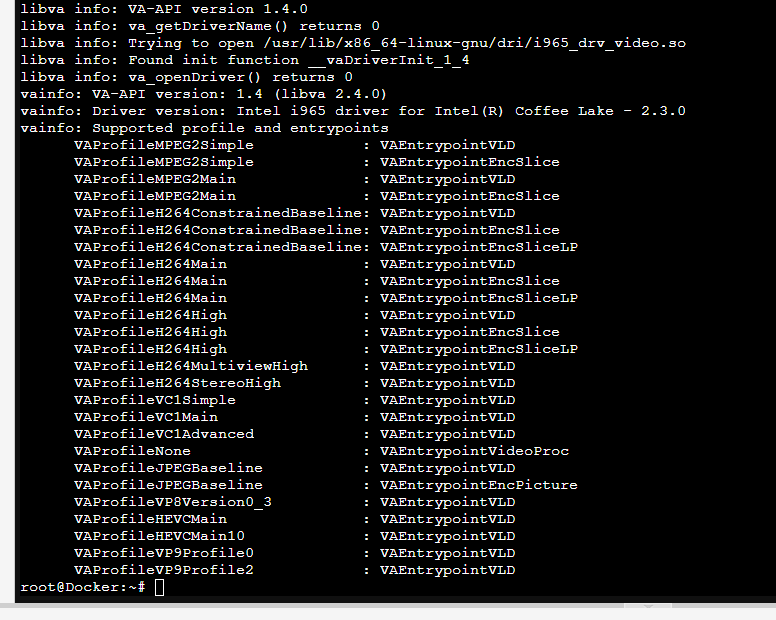 libva info: VA-API version 1.4.0
libva info: va_getDriverName() returns 0
libva info: Trying to open /usr/lib/x86_64-linux-gnu/dri/i965_drv_video.so
libva info: Found init function __vaDriverInit_1_4
libva info: va_openDriver() returns 0
vainfo: VA-API version: 1.4 (libva 2.4.0)
vainfo: Driver version: Intel i965 driver for Intel(R) Coffee Lake - 2.3.0
vainfo: Supported profile and entrypoints
      VAProfileMPEG2Simple            : VAEntrypointVLD
      VAProfileMPEG2Simple            : VAEntrypointEncSlice
      VAProfileMPEG2Main              : VAEntrypointVLD
      VAProfileMPEG2Main              : VAEntrypointEncSlice
      VAProfileH264ConstrainedBaseline: VAEntrypointVLD
      VAProfileH264ConstrainedBaseline: VAEntrypointEncSlice
      VAProfileH264ConstrainedBaseline: VAEntrypointEncSliceLP
      VAProfileH264Main               : VAEntrypointVLD
      VAProfileH264Main               : VAEntrypointEncSlice
      VAProfileH264Main               : VAEntrypointEncSliceLP
      VAProfileH264High               : VAEntrypointVLD
      VAProfileH264High               : VAEntrypointEncSlice
      VAProfileH264High               : VAEntrypointEncSliceLP
      VAProfileH264MultiviewHigh      : VAEntrypointVLD
      VAProfileH264StereoHigh         : VAEntrypointVLD
      VAProfileVC1Simple              : VAEntrypointVLD
      VAProfileVC1Main                : VAEntrypointVLD
      VAProfileVC1Advanced            : VAEntrypointVLD
      VAProfileNone                   : VAEntrypointVideoProc
      VAProfileJPEGBaseline           : VAEntrypointVLD
      VAProfileJPEGBaseline           : VAEntrypointEncPicture
      VAProfileVP8Version0_3          : VAEntrypointVLD
      VAProfileHEVCMain               : VAEntrypointVLD
      VAProfileHEVCMain10             : VAEntrypointVLD
      VAProfileVP9Profile0            : VAEntrypointVLD
      VAProfileVP9Profile2            : VAEntrypointVLD
root@Docker:~#